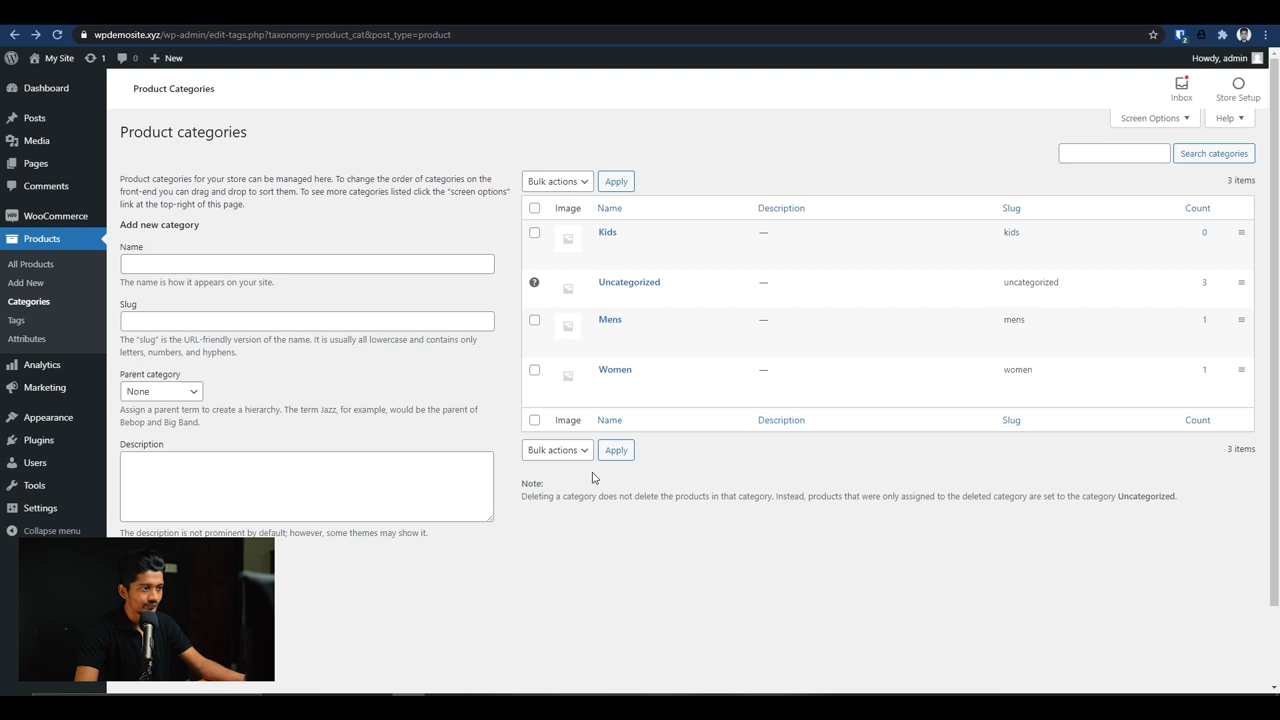 wpdemosite.xyz/wp-admin/edit-tags.php?taxonomy=product_cat&post_type=product
2
My Site
1
0
New
Howdy, admin
Dashboard
Posts
Media
Pages
Comments
WooCommerce
Products
All Products
Add New
Categories
Tags
Attributes
Analytics
Marketing
Appearance
Plugins
Users
Tools
Settings
Collapse menu
Product Categories
Inbox
Store Setup
Screen Options
Help
Product categories
Search categories
Product categories for your store can be managed here. To change the order of categories on the
front-end you can drag and drop to sort them. To see more categories listed click the "screen options"
link at the top-right of this page.
Add new category
Name
The name is how it appears on your site.
Slug
The "slug" is the URL-friendly version of the name. It is usually all lowercase and contains only
letters, numbers, and hyphens.
Parent category
None
Assign a parent term to create a hierarchy. The term Jazz, for example, would be the parent of
Bebop and Big Band.
Description
The description is not prominent by default; however, some themes may show it.
Bulk actions Apply 3 items
Image Name Description Slug Count
Kids — kids 0
? Uncategorized — uncategorized 3
Mens — mens 1
Women — women 1
Image Name Description Slug Count
Bulk actions Apply 3 items
Note:
Deleting a category does not delete the products in that category. Instead, products that were only assigned to the deleted category are set to the category Uncategorized.